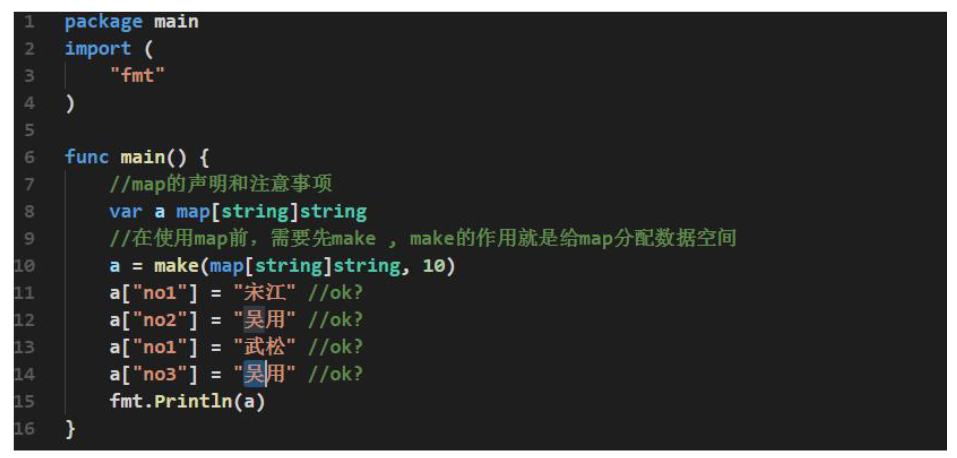 1 package main
2 import (
3     "fmt"
4 )
5
6 func main() {
7     //map的声明和注意事项
8     var a map[string]string
9     //在使用map前，需要先make , make的作用就是给map分配数据空间
10     a = make(map[string]string, 10)
11     a["no1"] = "宋江" //ok?
12     a["no2"] = "吴用" //ok?
13     a["no1"] = "武松" //ok?
14     a["no3"] = "吴用" //ok?
15     fmt.Println(a)
16 }